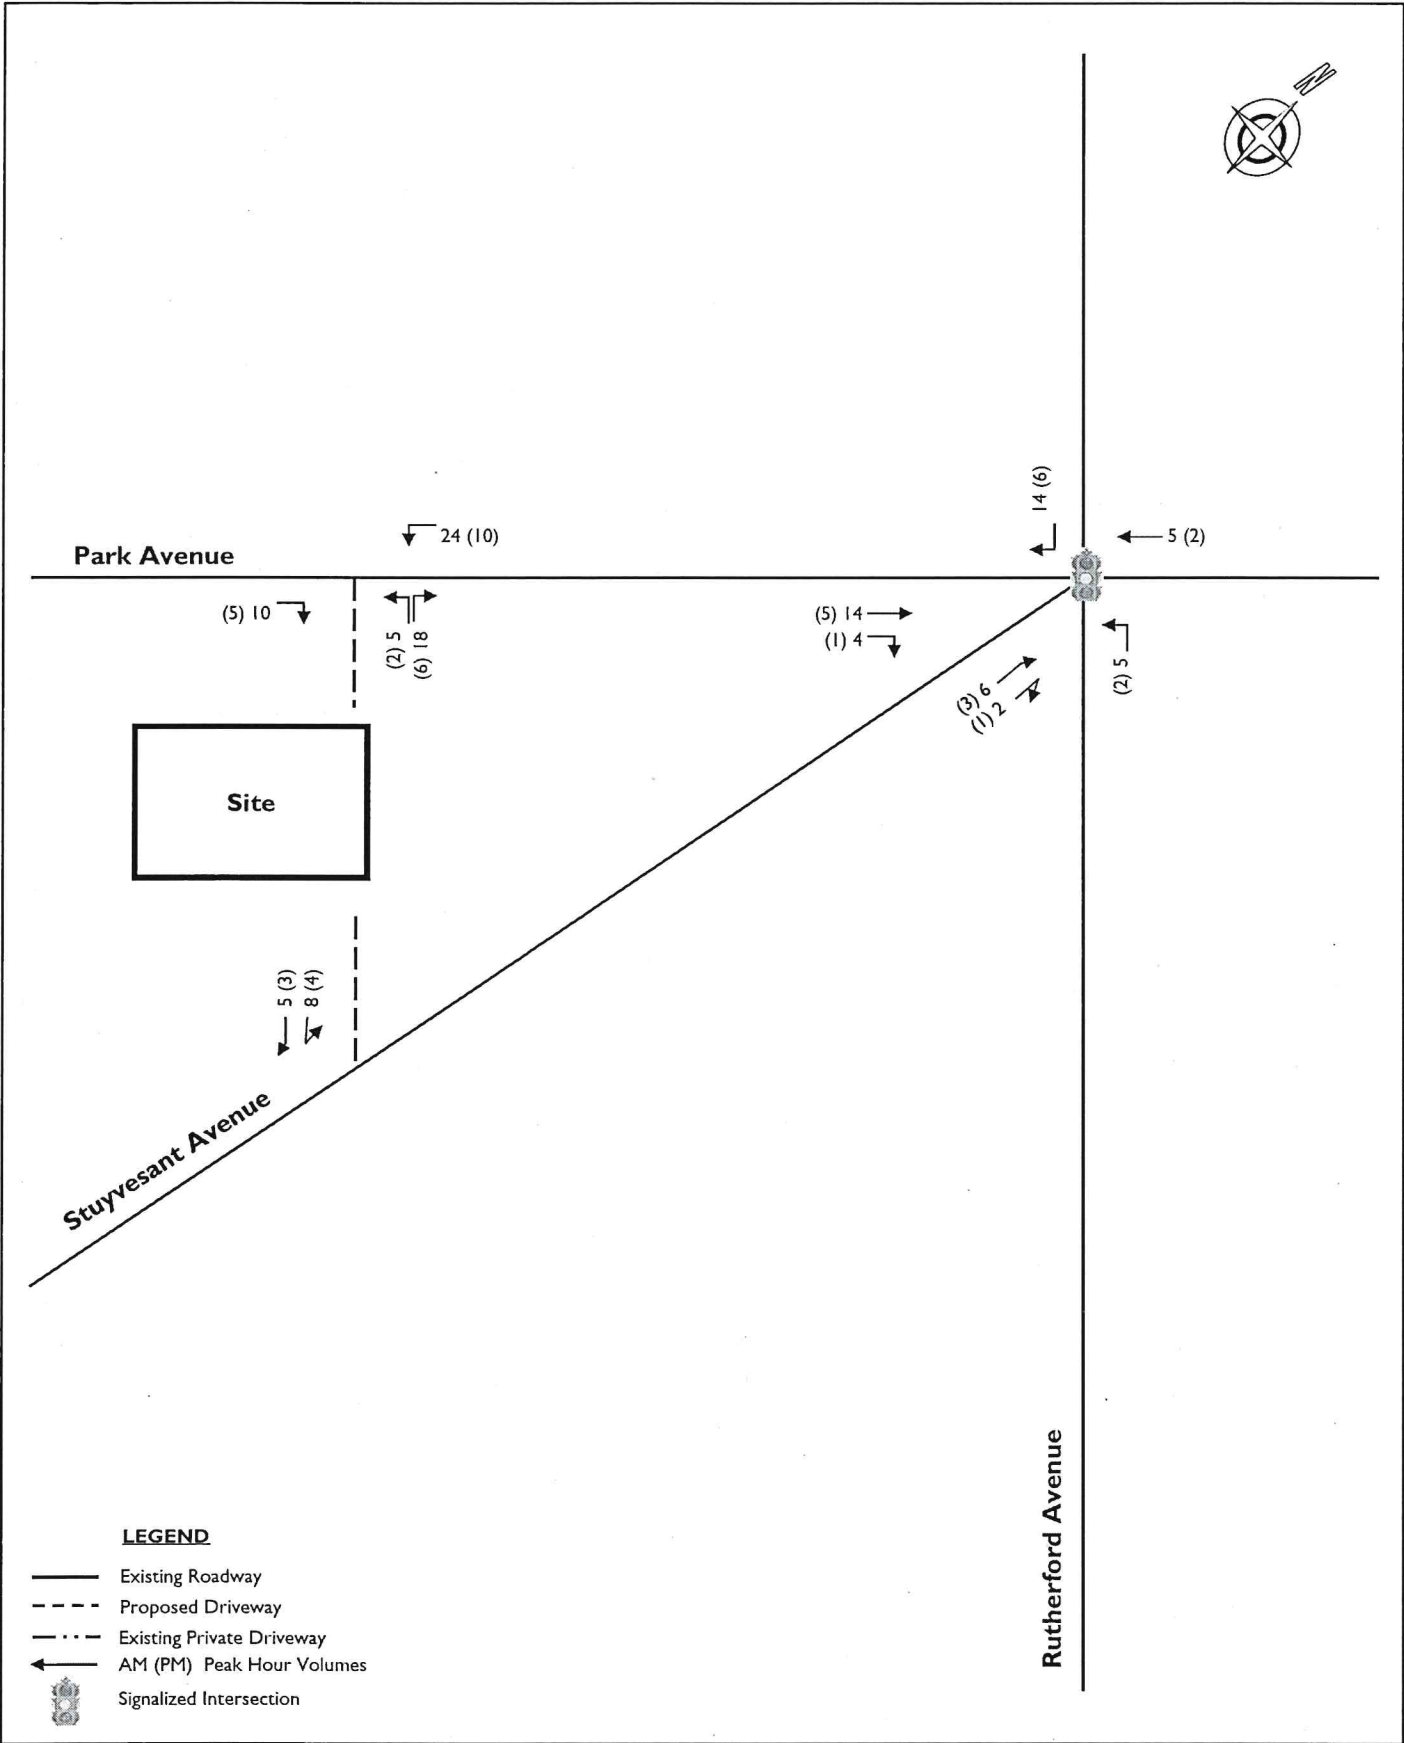 N
14 (6)
24 (10)
5 (2)
Park Avenue
(5) 10
(2) 5
(6) 18
(5) 14
(1) 4
(3) 6
(1) 2
(2) 5
Site
5 (3)
8 (4)
Stuyvesant Avenue
Rutherford Avenue
LEGEND
Existing Roadway
Proposed Driveway
Existing Private Driveway
AM (PM) Peak Hour Volumes
Signalized Intersection